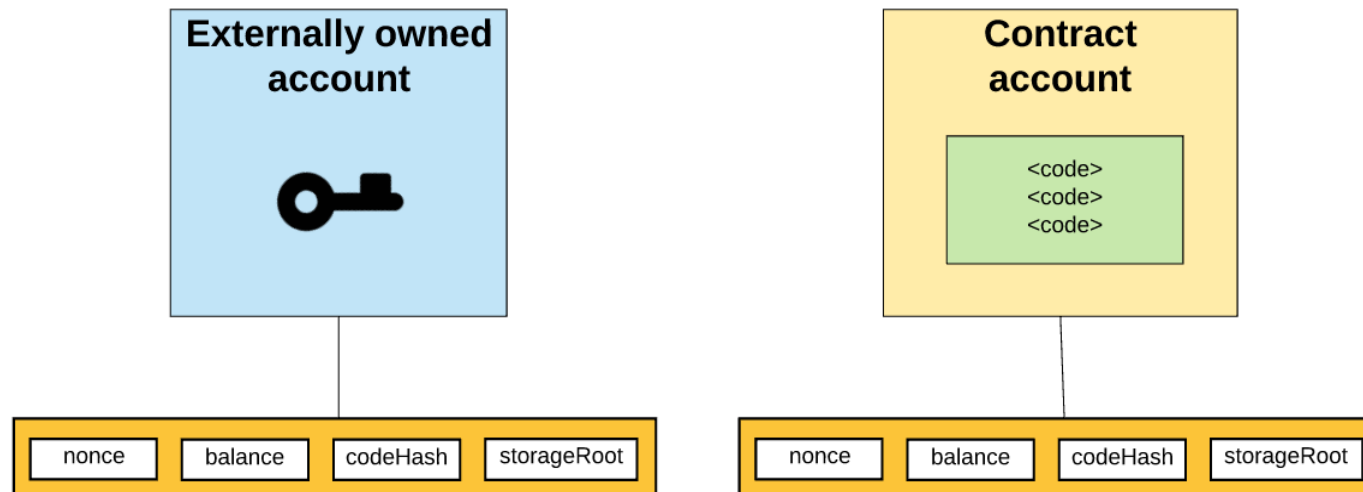 Externally owned
account
Contract
account
<code>
<code>
<code>
nonce
balance
codeHash
storageRoot
nonce
balance
codeHash
storageRoot